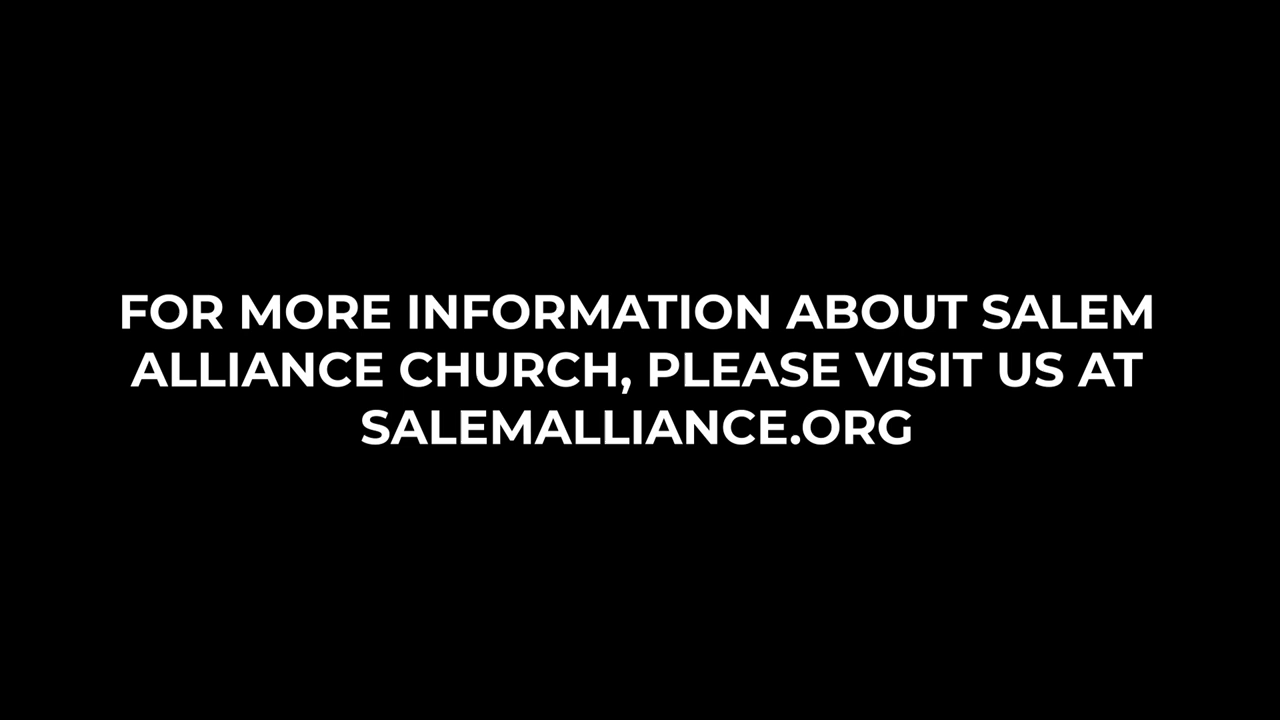 FOR MORE INFORMATION ABOUT SALEM
ALLIANCE CHURCH, PLEASE VISIT US AT
SALEMALLIANCE.ORG